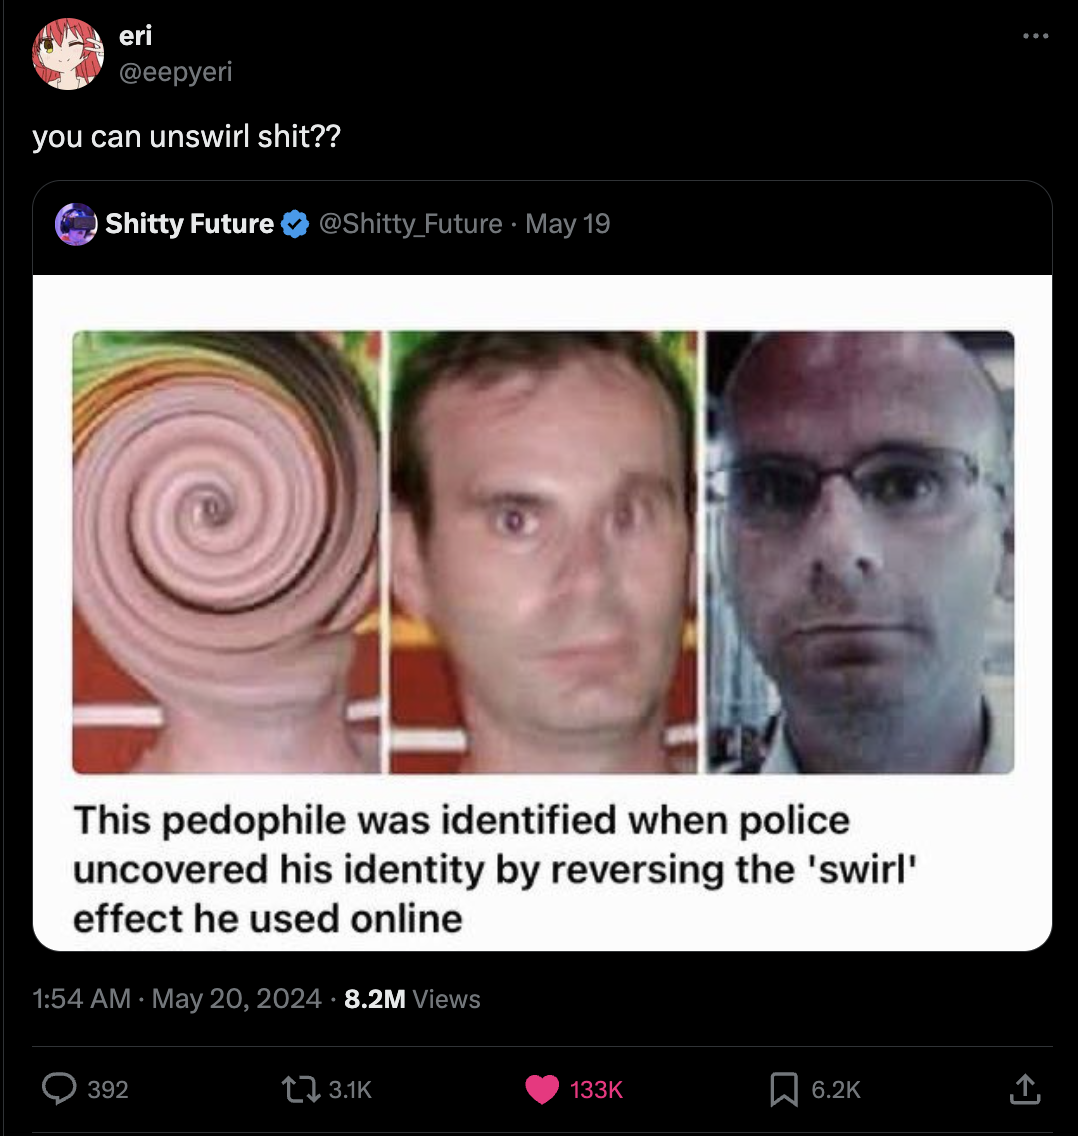 eri
@eepyeri
you can unswirl shit??
Shitty Future @Shitty_Future · May 19
This pedophile was identified when police
uncovered his identity by reversing the 'swirl'
effect he used online
1:54 AM · May 20, 2024 · 8.2M Views
392 3.1K 133K 6.2K